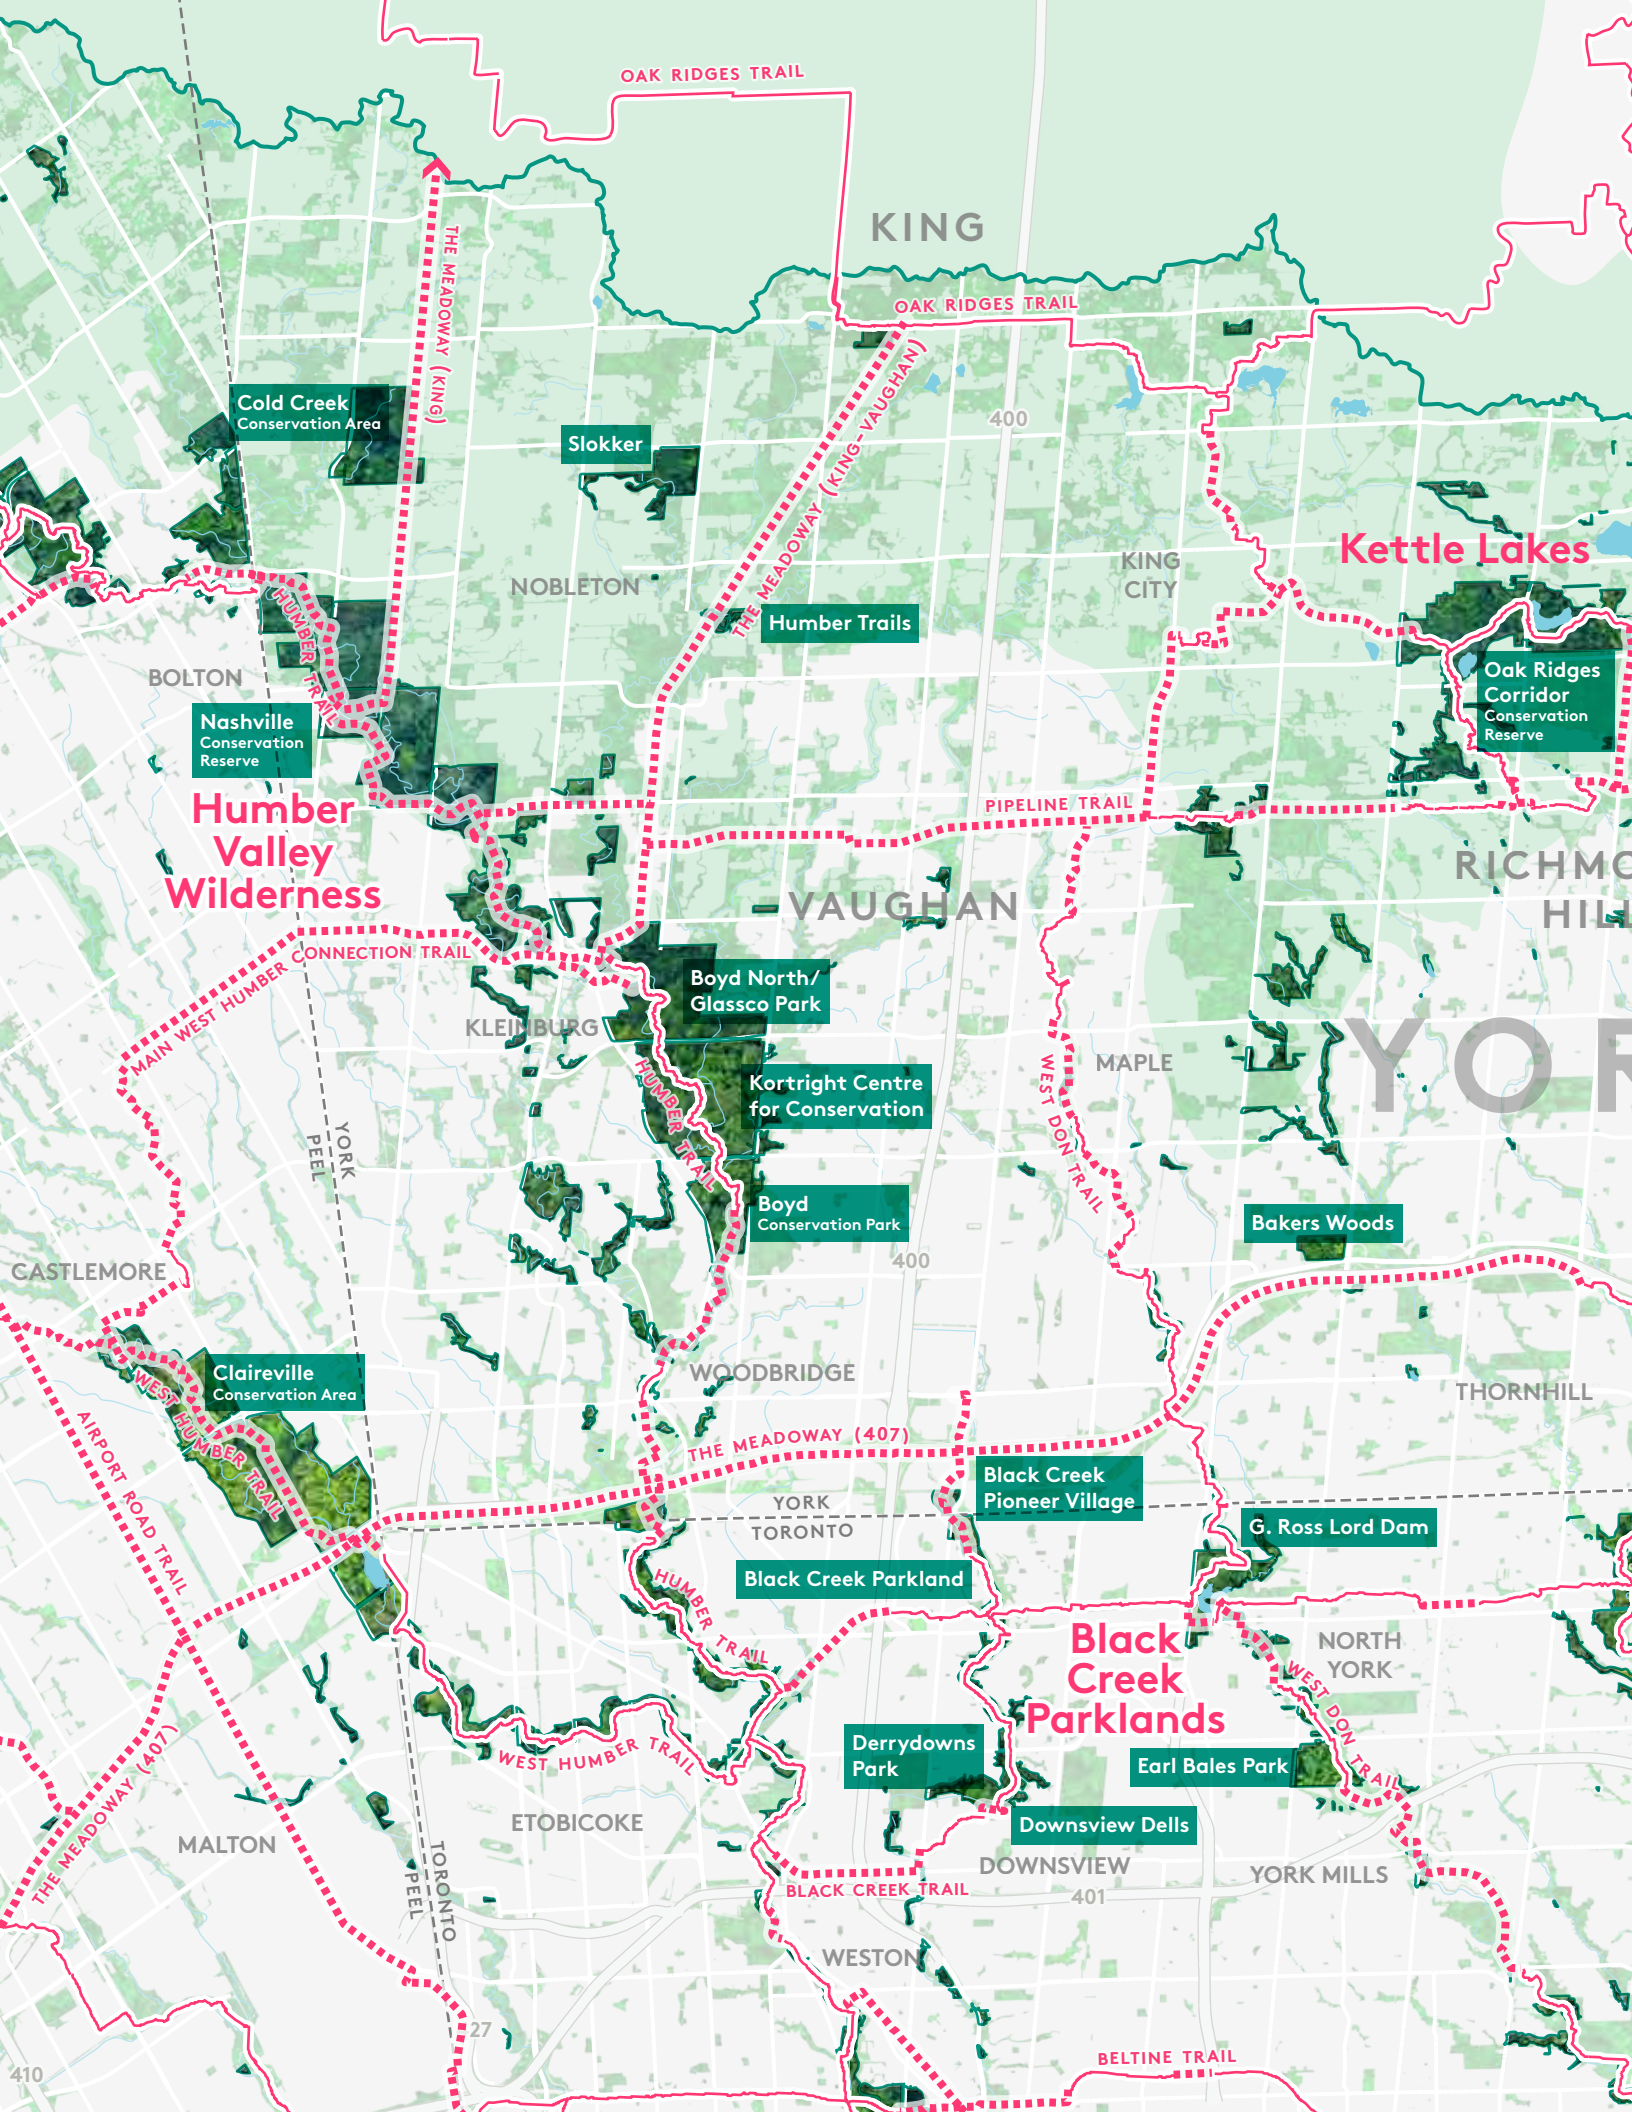 OAK RIDGES TRAIL
KING
OAK RIDGES TRAIL
THE MEADOWAY (KING)
THE MEADOWAY (KING-VAUGHAN)
Cold Creek
Conservation Area
400
Slokker
KING
CITY
Kettle Lakes
NOBLETON
HUMBER TRAIL
Humber Trails
BOLTON
Oak Ridges
Corridor
Conservation
Reserve
Nashville
Conservation
Reserve
Humber
Valley
Wilderness
PIPELINE TRAIL
VAUGHAN
RICHMO
HILL
MAIN WEST HUMBER CONNECTION TRAIL
Boyd North/
Glassco Park
KLEINBURG
YOR
MAPLE
WEST DON TRAIL
Kortright Centre
for Conservation
HUMBER TRAIL
YORK
PEEL
Boyd
Conservation Park
Bakers Woods
400
CASTLEMORE
Claireville
Conservation Area
WOODBRIDGE
THORNHILL
WEST HUMBER TRAIL
AIRPORT ROAD TRAIL
THE MEADOWAY (407)
Black Creek
Pioneer Village
YORK
TORONTO
G. Ross Lord Dam
Black Creek Parkland
HUMBER TRAIL
Black
Creek
Parklands
NORTH
YORK
WEST DON TRAIL
WEST HUMBER TRAIL
Derrydowns
Park
Earl Bales Park
THE MEADOWAY (407)
ETOBICOKE
Downsview Dells
MALTON
DOWNSVIEW
YORK MILLS
TORONTO
PEEL
BLACK CREEK TRAIL
401
WESTON
27
BELTINE TRAIL
410